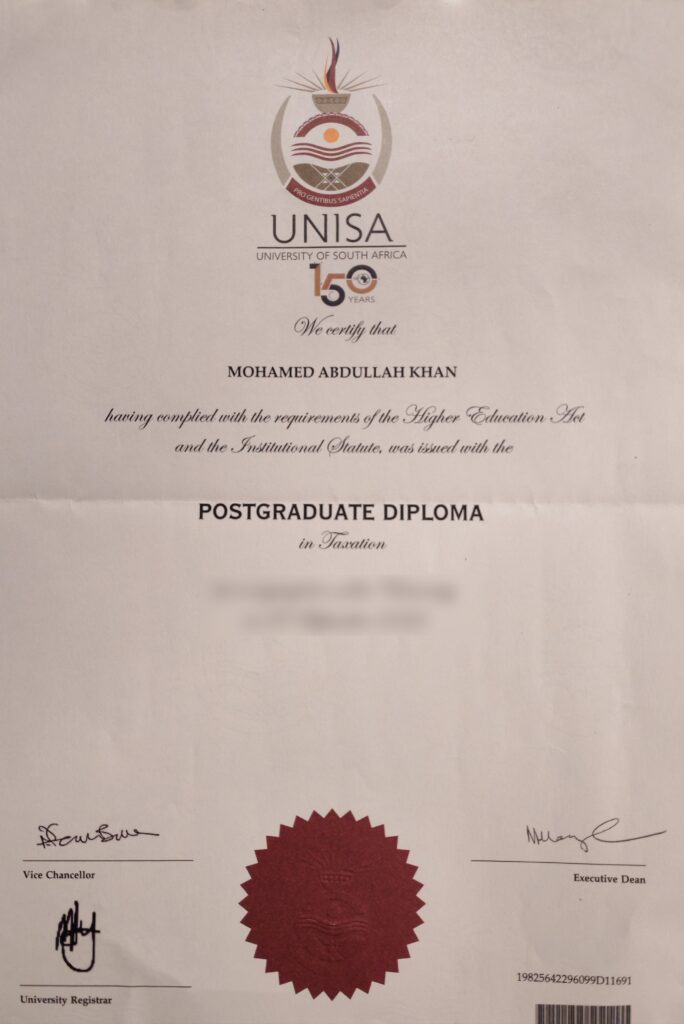 PRO GENTIBUS SAPIENTIA
UNISA
UNIVERSITY OF SOUTH AFRICA
150
YEARS
We certify that
MOHAMED ABDULLAH KHAN
having complied with the requirements of the Higher Education Act
and the Institutional Statute, was issued with the
POSTGRADUATE DIPLOMA
in Taxation
Vice Chancellor
Executive Dean
University Registrar
19825642296099D11691